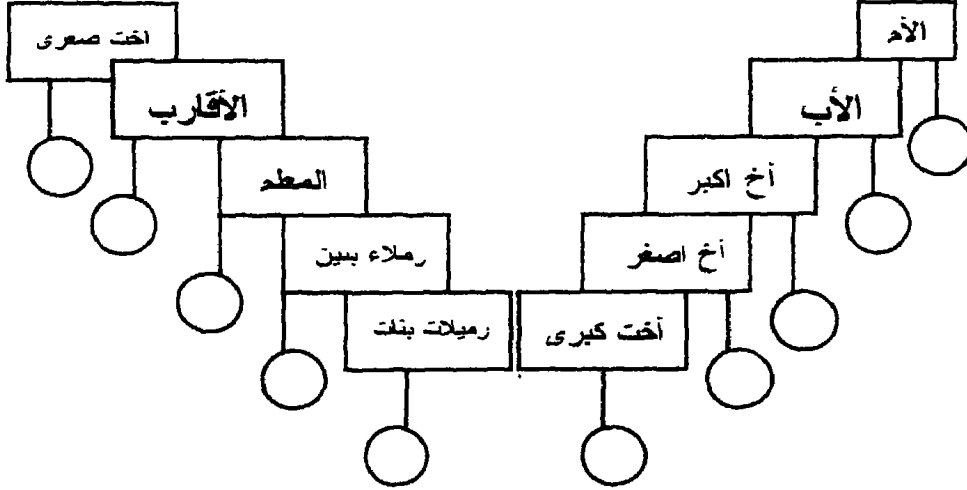 الأم
الأب
أخ اكبر
أخ اصغر
أخت كبرى
اخت صعرى
الأقارب
المعلم
رملاء بنين
رميلات بنات